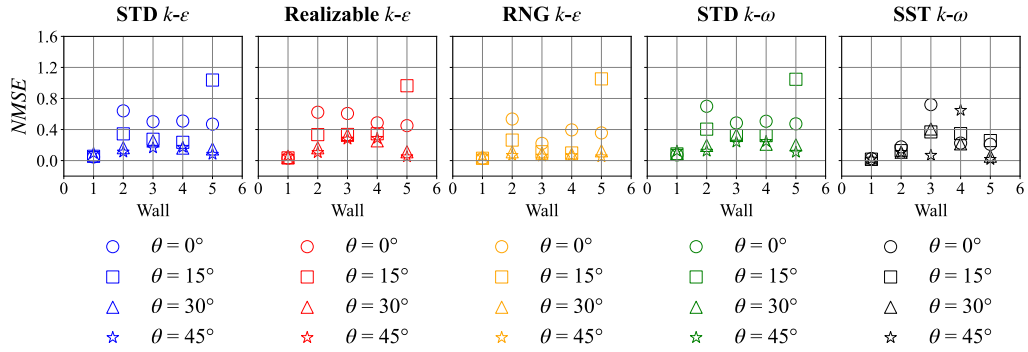 STD k-ε Realizable k-ε RNG k-ε STD k-ω SST k-ω
NMSE
1.6
1.2
0.8
0.4
0.0
0 1 2 3 4 5 6 0 1 2 3 4 5 6 0 1 2 3 4 5 6 0 1 2 3 4 5 6 0 1 2 3 4 5 6
Wall Wall Wall Wall Wall
θ = 0° θ = 0° θ = 0° θ = 0° θ = 0°
θ = 15° θ = 15° θ = 15° θ = 15° θ = 15°
θ = 30° θ = 30° θ = 30° θ = 30° θ = 30°
θ = 45° θ = 45° θ = 45° θ = 45° θ = 45°